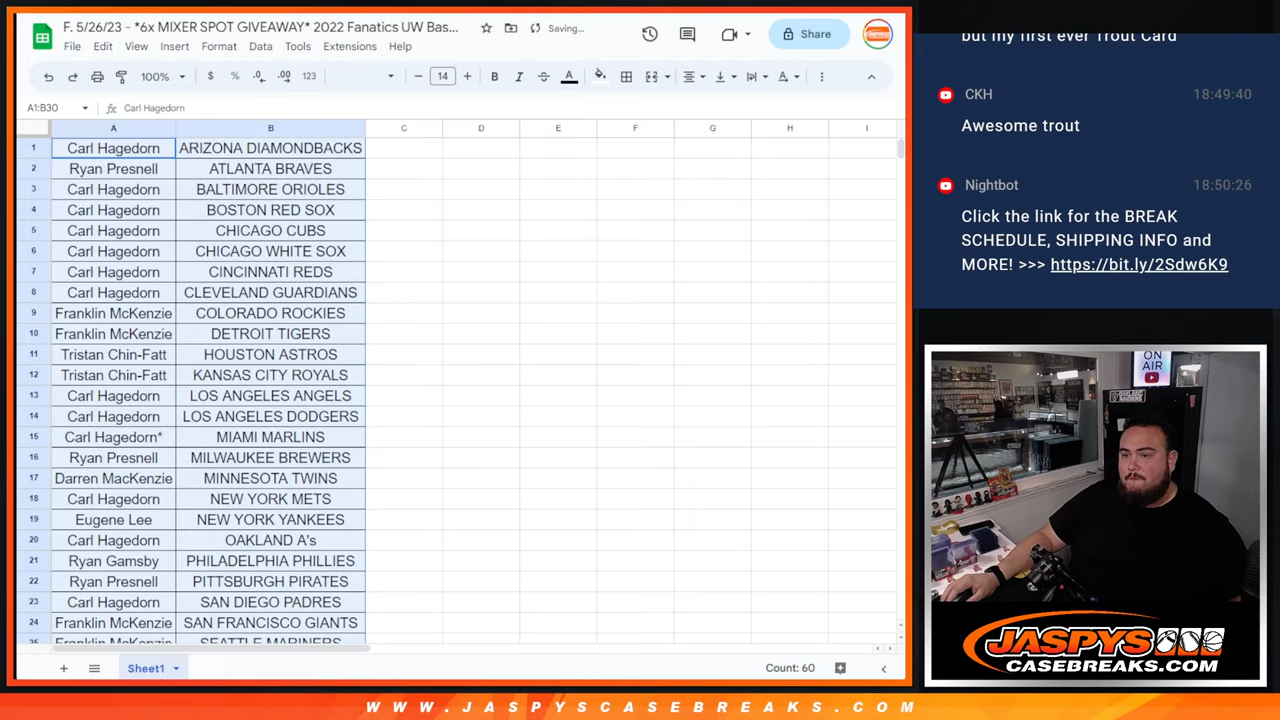 F. 5/26/23 - *6x MIXER SPOT GIVEAWAY* 2022 Fanatics UW Bas...
Saving...
Share
File Edit View Insert Format Data Tools Extensions Help
100% $ % .0 .00 123 14 B I S A
A1:B30 fx Carl Hagedorn
A B C D E F G H I
1 Carl Hagedorn ARIZONA DIAMONDBACKS
2 Ryan Presnell ATLANTA BRAVES
3 Carl Hagedorn BALTIMORE ORIOLES
4 Carl Hagedorn BOSTON RED SOX
5 Carl Hagedorn CHICAGO CUBS
6 Carl Hagedorn CHICAGO WHITE SOX
7 Carl Hagedorn CINCINNATI REDS
8 Carl Hagedorn CLEVELAND GUARDIANS
9 Franklin McKenzie COLORADO ROCKIES
10 Franklin McKenzie DETROIT TIGERS
11 Tristan Chin-Fatt HOUSTON ASTROS
12 Tristan Chin-Fatt KANSAS CITY ROYALS
13 Carl Hagedorn LOS ANGELES ANGELS
14 Carl Hagedorn LOS ANGELES DODGERS
15 Carl Hagedorn* MIAMI MARLINS
16 Ryan Presnell MILWAUKEE BREWERS
17 Darren MacKenzie MINNESOTA TWINS
18 Carl Hagedorn NEW YORK METS
19 Eugene Lee NEW YORK YANKEES
20 Carl Hagedorn OAKLAND A's
21 Ryan Gamsby PHILADELPHIA PHILLIES
22 Ryan Presnell PITTSBURGH PIRATES
23 Carl Hagedorn SAN DIEGO PADRES
24 Franklin McKenzie SAN FRANCISCO GIANTS
25 Franklin McKenzie SEATTLE MARINERS
Sheet1
Count: 60
but my first ever Trout Card
CKH 18:49:40
Awesome trout
Nightbot 18:50:26
Click the link for the BREAK
SCHEDULE, SHIPPING INFO and
MORE! >>> https://bit.ly/2Sdw6K9
ON
AIR
JASPYS
CASEBREAKS.COM
WWW.JASPYSCASEBREAKS.COM